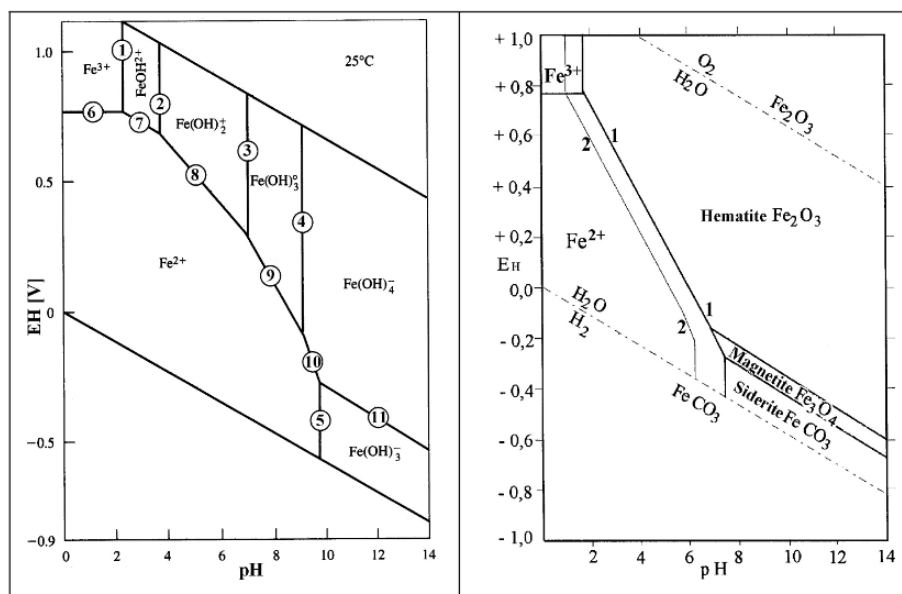 1.0
0.5
0
−0.5
−0.9
EH [V]
0
2
4
6
8
10
12
14
pH
25°C
Fe³⁺
FeOH²⁺
Fe(OH)₂⁺
Fe(OH)₃°
Fe(OH)₄⁻
Fe²⁺
Fe(OH)₃⁻
1
2
3
4
5
6
7
8
9
10
11
+ 1,0
+ 0,8
+ 0,6
+ 0,4
+ 0,2
EH
0,0
- 0,2
- 0,4
- 0,6
- 0,8
- 1,0
2
4
6
8
10
12
14
pH
Fe³⁺
O₂
H₂O
Fe₂O₃
2
1
Hematite Fe₂O₃
Fe²⁺
H₂O
H₂
1
2
Magnetite Fe₃O₄
Siderite Fe CO₃
Fe CO₃